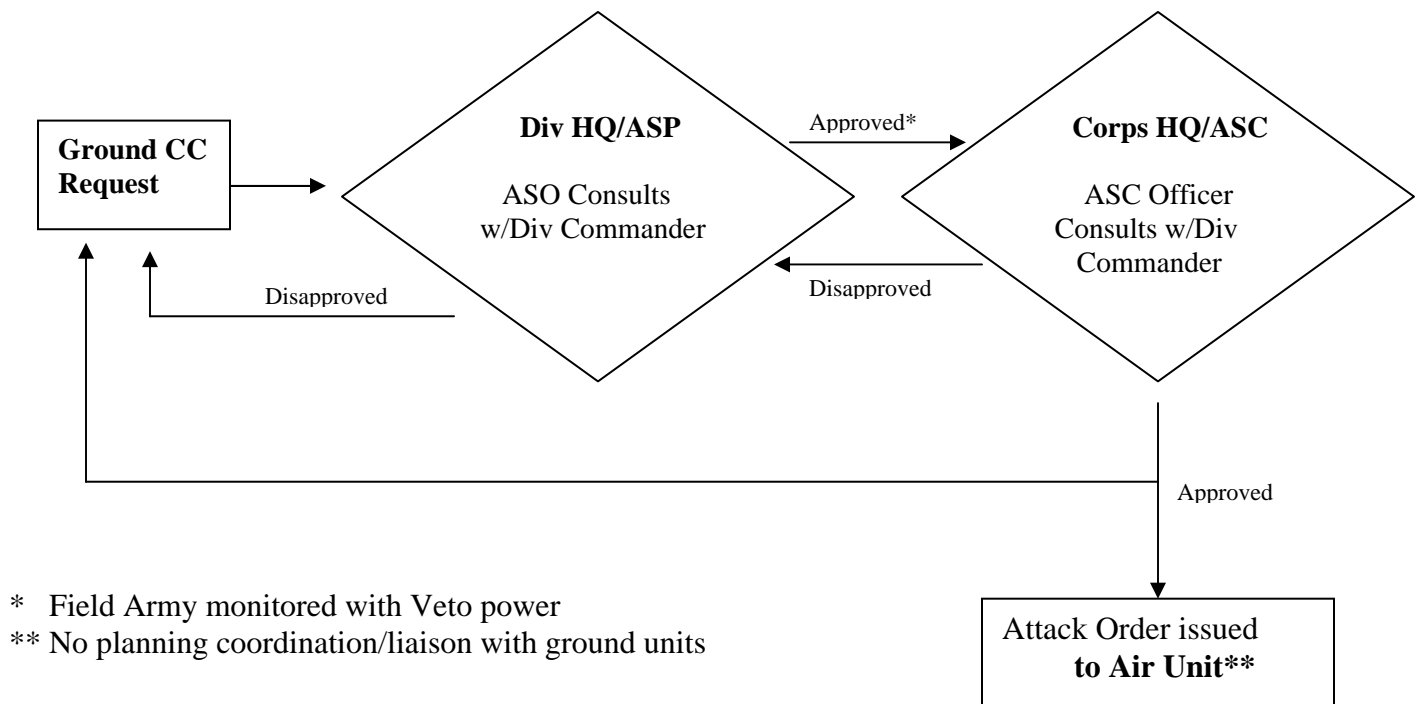 Ground CC
Request
Div HQ/ASP
ASO Consults
w/Div Commander
Approved*
Disapproved
Corps HQ/ASC
ASC Officer
Consults w/Div
Commander
Disapproved
Approved
* Field Army monitored with Veto power
** No planning coordination/liaison with ground units
Attack Order issued
to Air Unit**